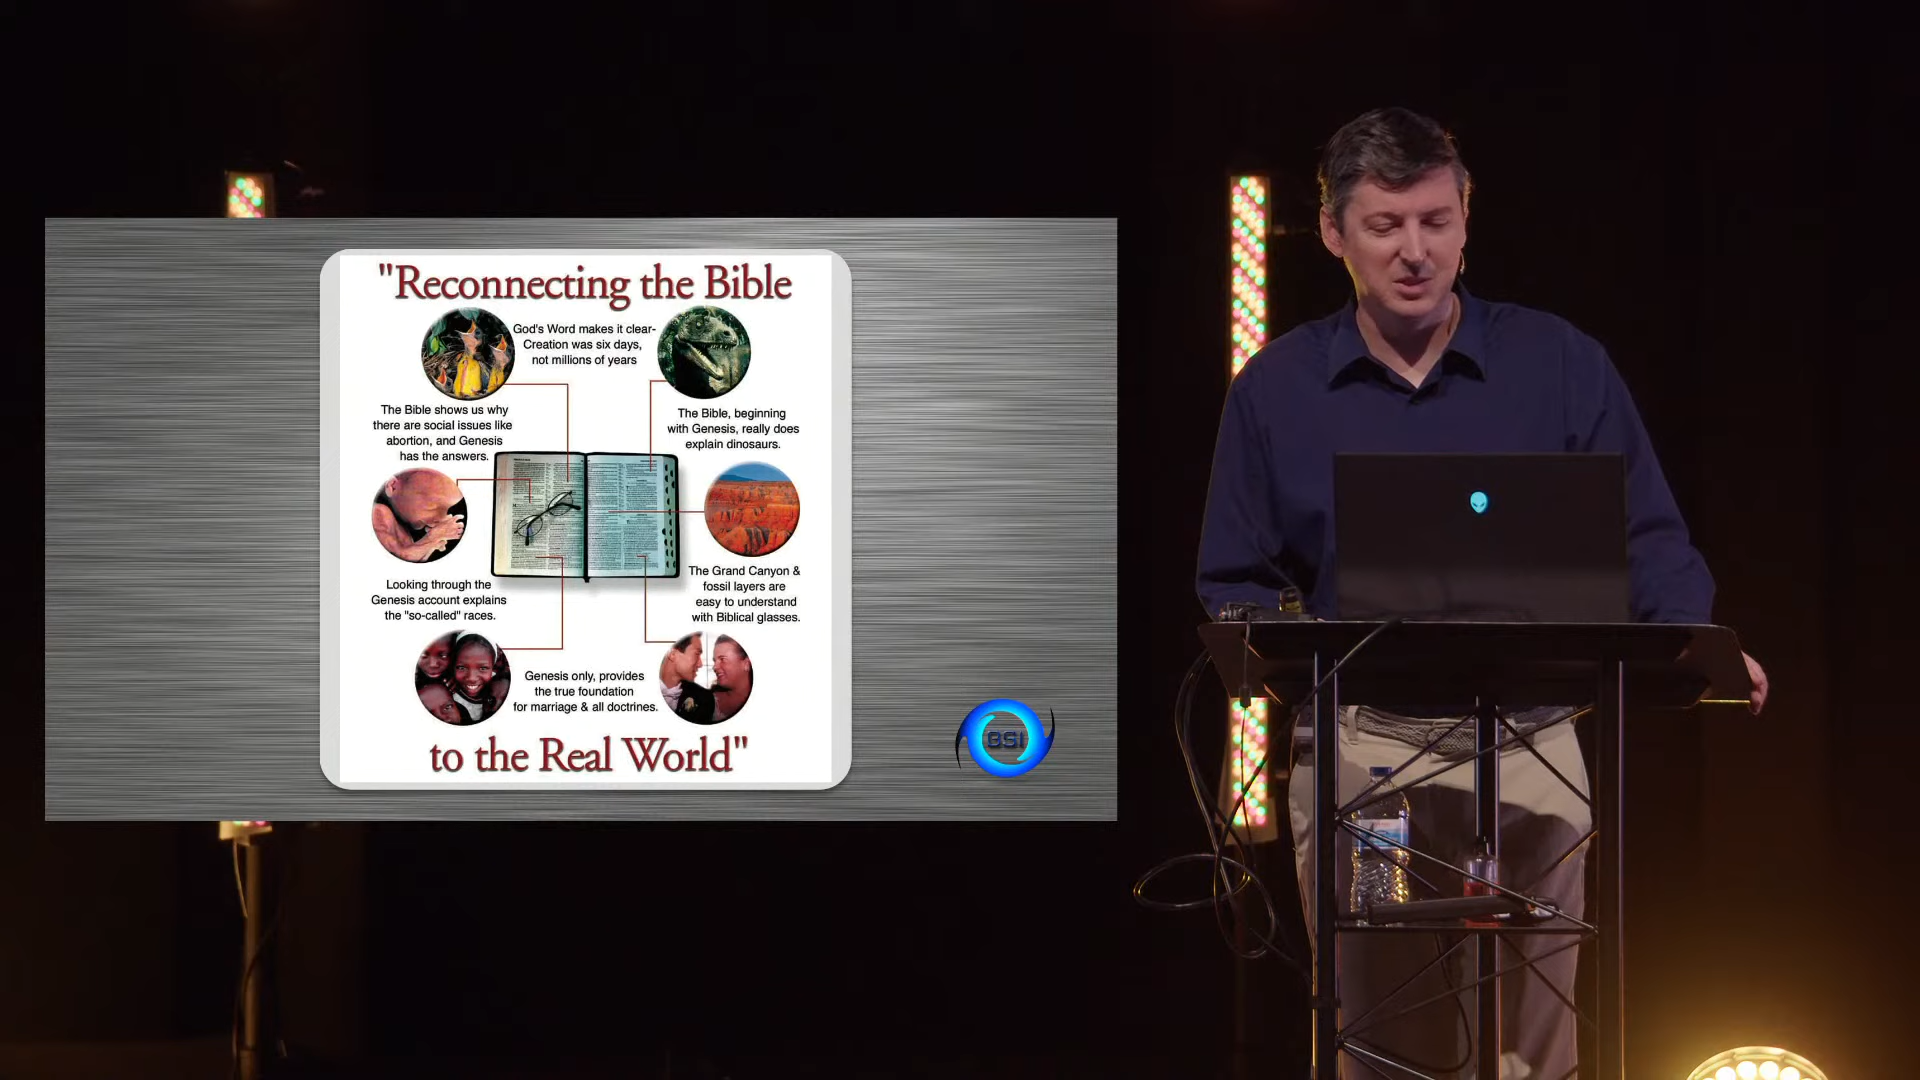 "Reconnecting the Bible
God's Word makes it clear-
Creation was six days,
not millions of years
The Bible shows us why
there are social issues like
abortion, and Genesis
has the answers.
The Bible, beginning
with Genesis, really does
explain dinosaurs.
Looking through the
Genesis account explains
the "so-called" races.
The Grand Canyon &
fossil layers are
easy to understand
with Biblical glasses.
Genesis only, provides
the true foundation
for marriage & all doctrines.
to the Real World"
BSI